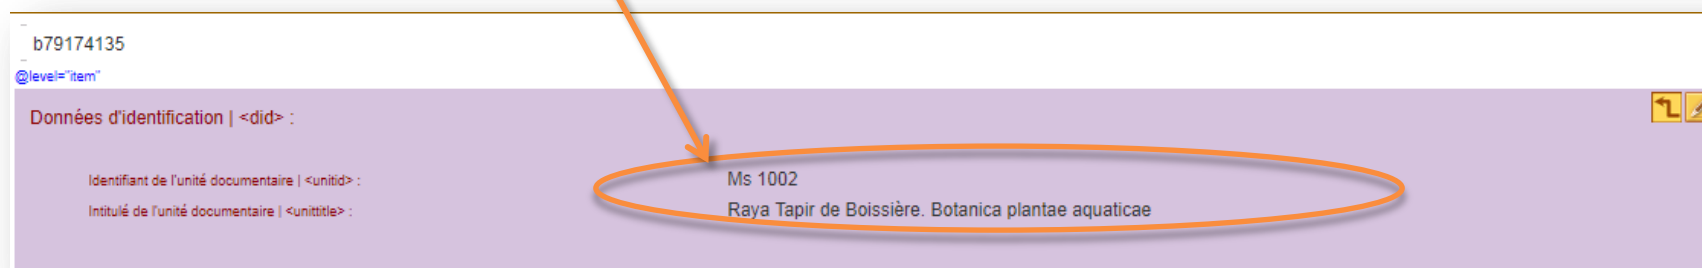 b79174135
@level="item"
Données d'identification | <did> :
Identifiant de l'unité documentaire | <unitid> : Ms 1002
Intitulé de l'unité documentaire | <unittitle> : Raya Tapir de Boissière. Botanica plantae aquaticae